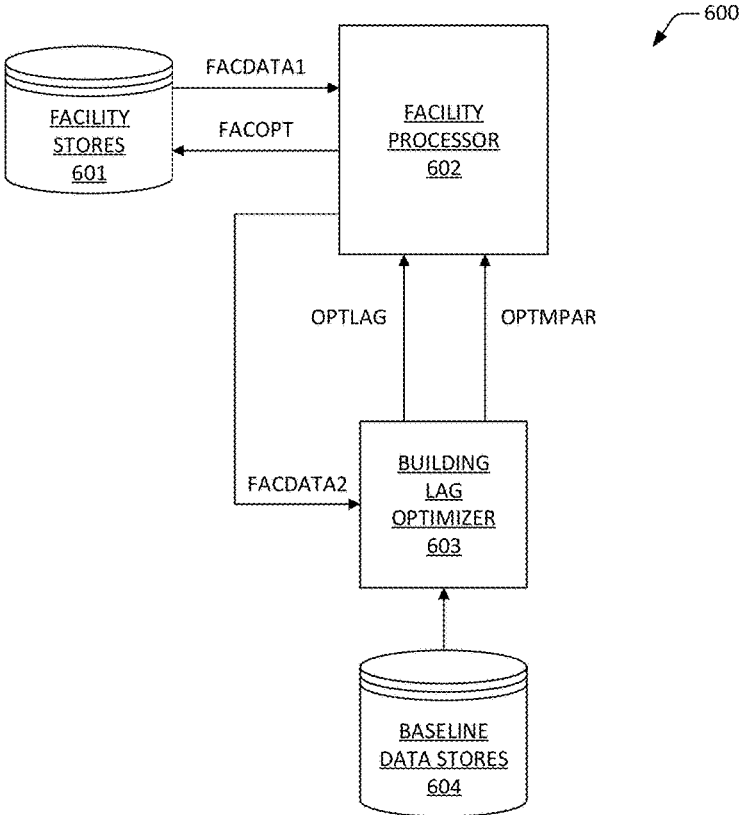 600
FACDATA1
FACILITY
STORES
601
FACOPT
FACILITY
PROCESSOR
602
OPTLAG
OPTMPAR
FACDATA2
BUILDING
LAG
OPTIMIZER
603
BASELINE
DATA STORES
604